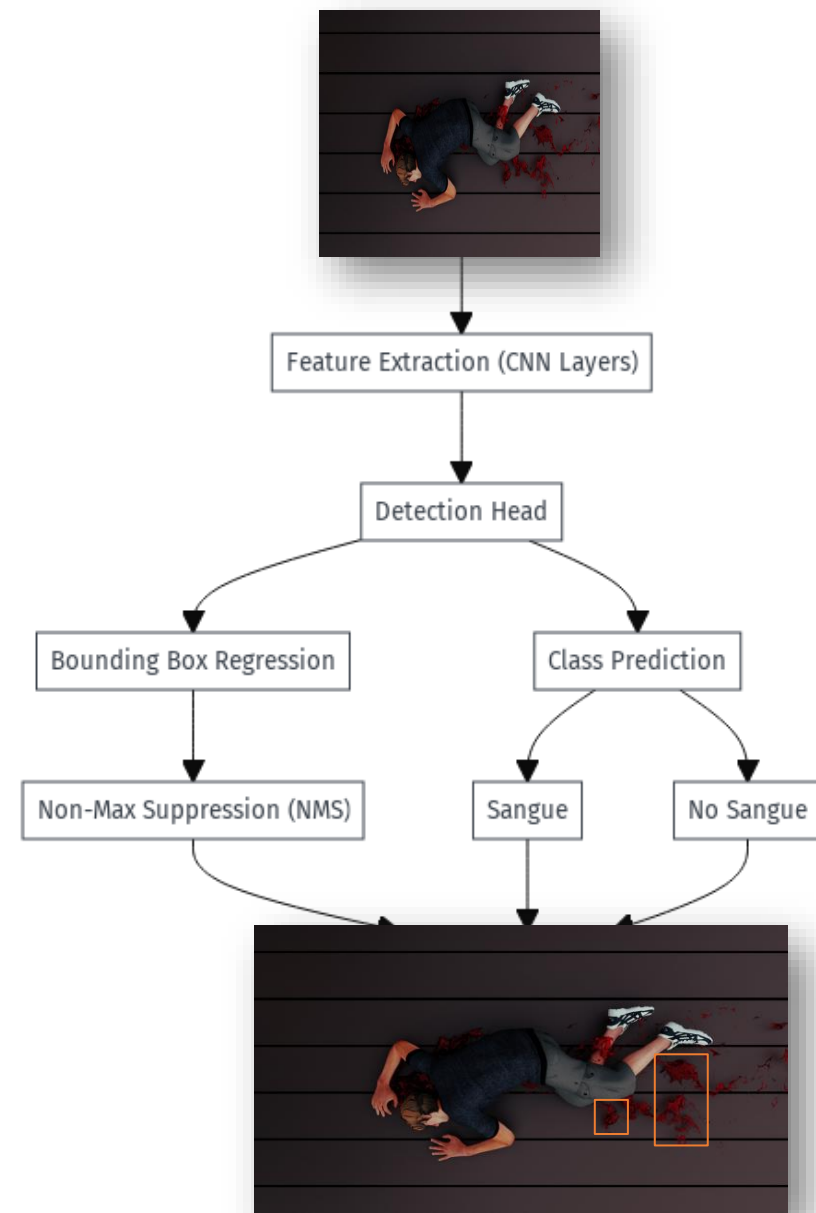 Feature Extraction (CNN Layers)
Detection Head
Bounding Box Regression
Class Prediction
Non-Max Suppression (NMS)
Sangue
No Sangue